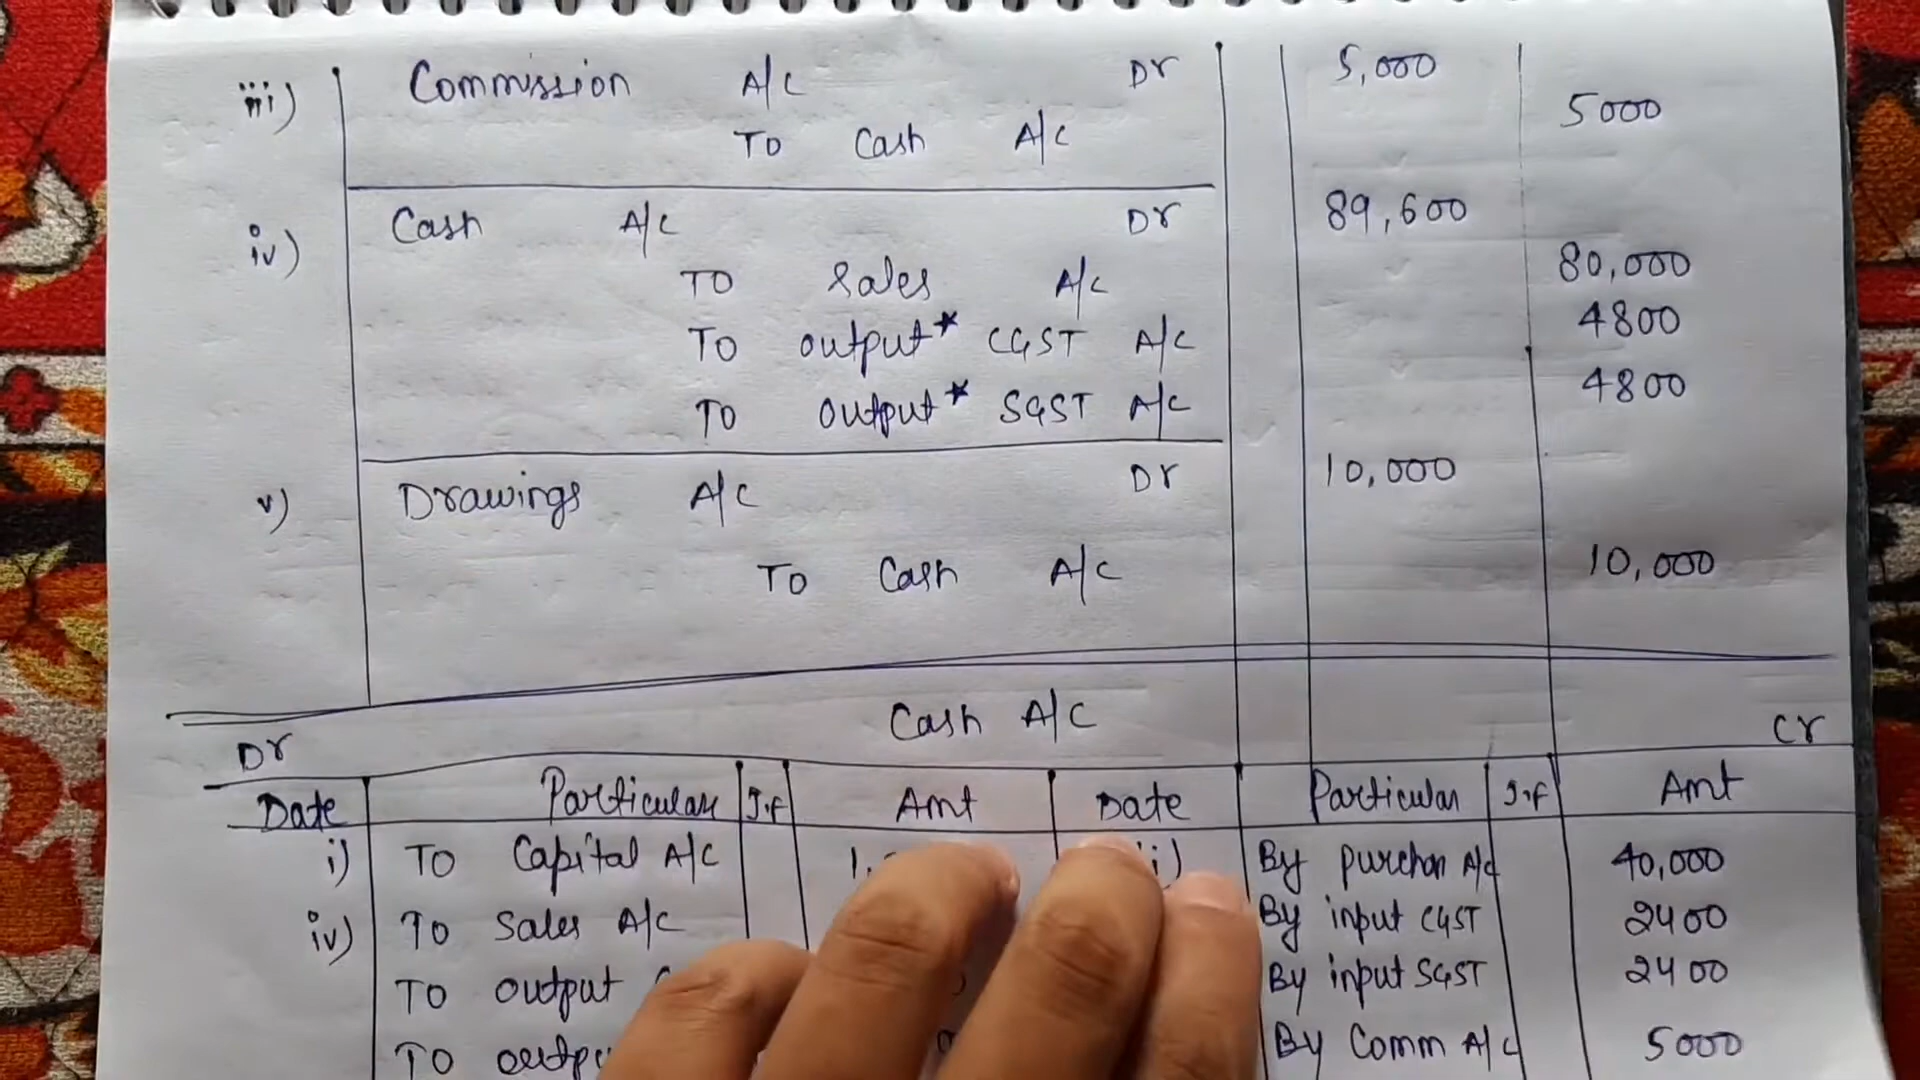 iii) Commission A/C Dr 5,000
To Cash A/C 5000
iv) Cash A/C Dr 89,600
To Sales A/C 80,000
To output* CGST A/C 4800
To output* SGST A/C 4800
v) Drawings A/C Dr 10,000
To Cash A/C 10,000
Cash A/C
Dr Cr
Date Particulars J.F Amt Date Particular J.F Amt
i) To Capital A/C By purchase A/C 40,000
iv) To Sales A/C By input CGST 2400
To output By input SGST 2400
To By Comm A/C 5000